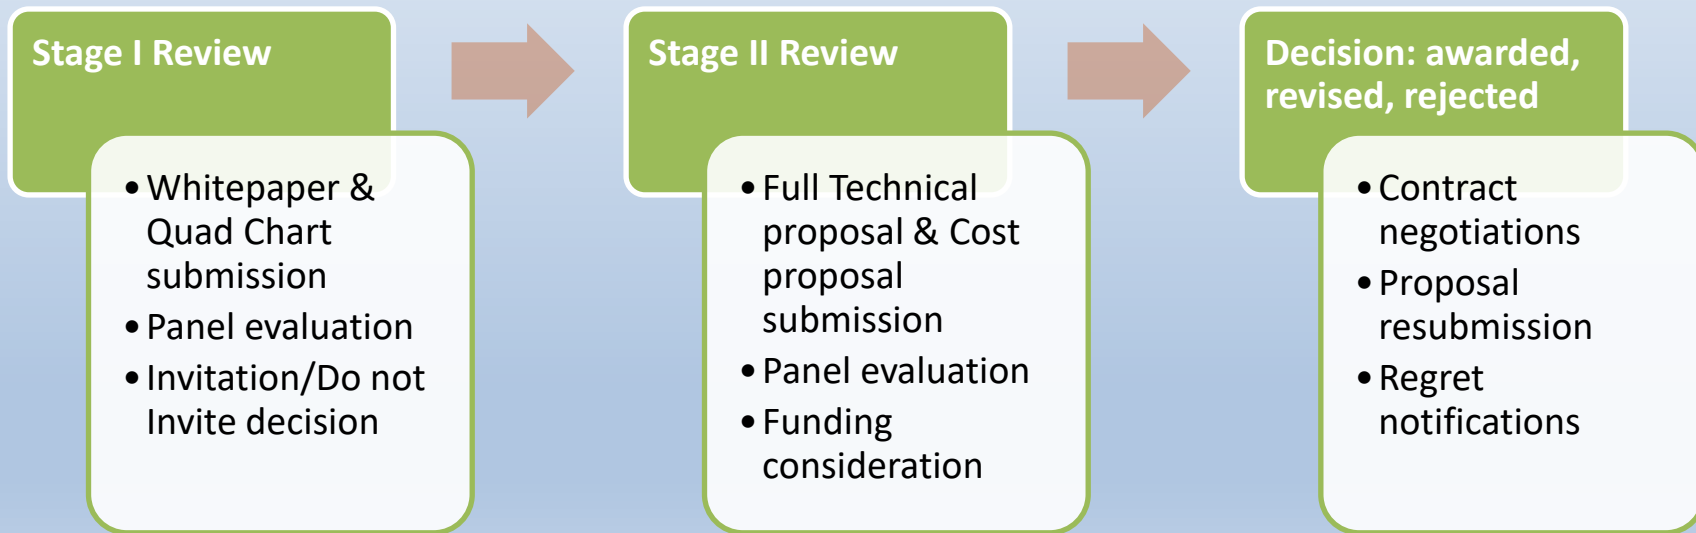 Stage I Review
• Whitepaper &
Quad Chart
submission
• Panel evaluation
• Invitation/Do not
Invite decision
Stage II Review
• Full Technical
proposal & Cost
proposal
submission
• Panel evaluation
• Funding
consideration
Decision: awarded,
revised, rejected
• Contract
negotiations
• Proposal
resubmission
• Regret
notifications